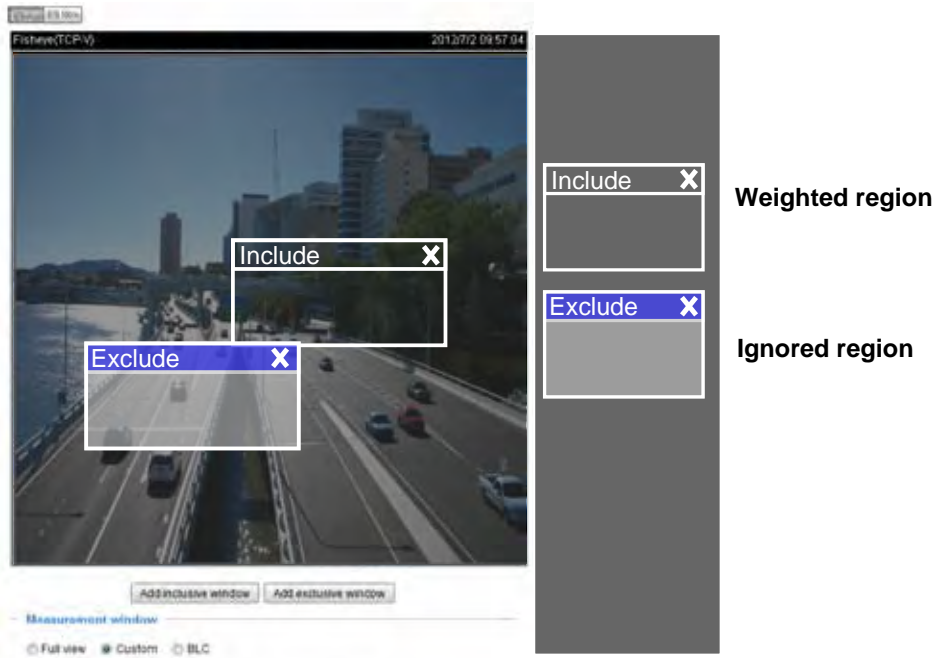 Fisheye(TCP-V) 2012/7/2 09:57:04
Include
Weighted region
Include
Exclude
Ignored region
Exclude
Add inclusive window Add exclusive window
Measurement window
Full view Custom BLC